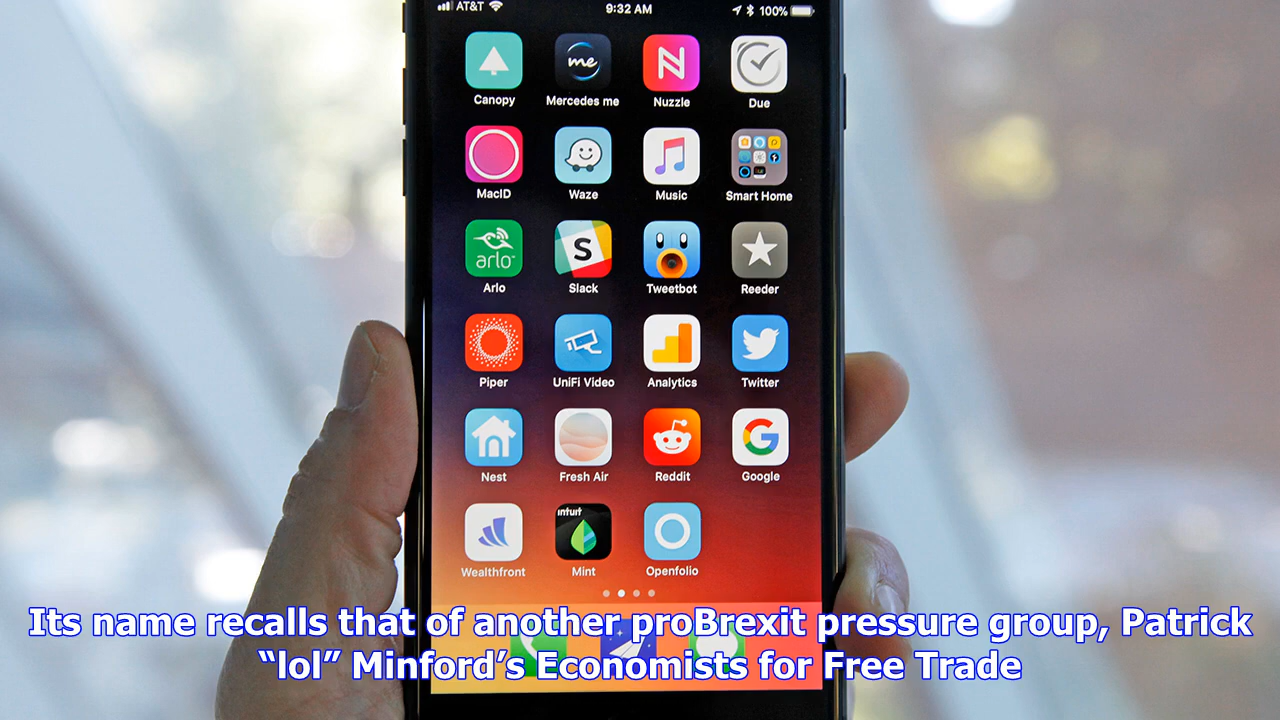 AT&T 9:32 AM 100%
me
Canopy Mercedes me Nuzzle Due
MacID Waze Music Smart Home
arlo
S
Arlo Slack Tweetbot Reeder
Piper UniFi Video Analytics Twitter
G
Nest Fresh Air Reddit Google
intuit
Wealthfront Mint Openfolio
Its name recalls that of another proBrexit pressure group, Patrick
“lol” Minford’s Economists for Free Trade